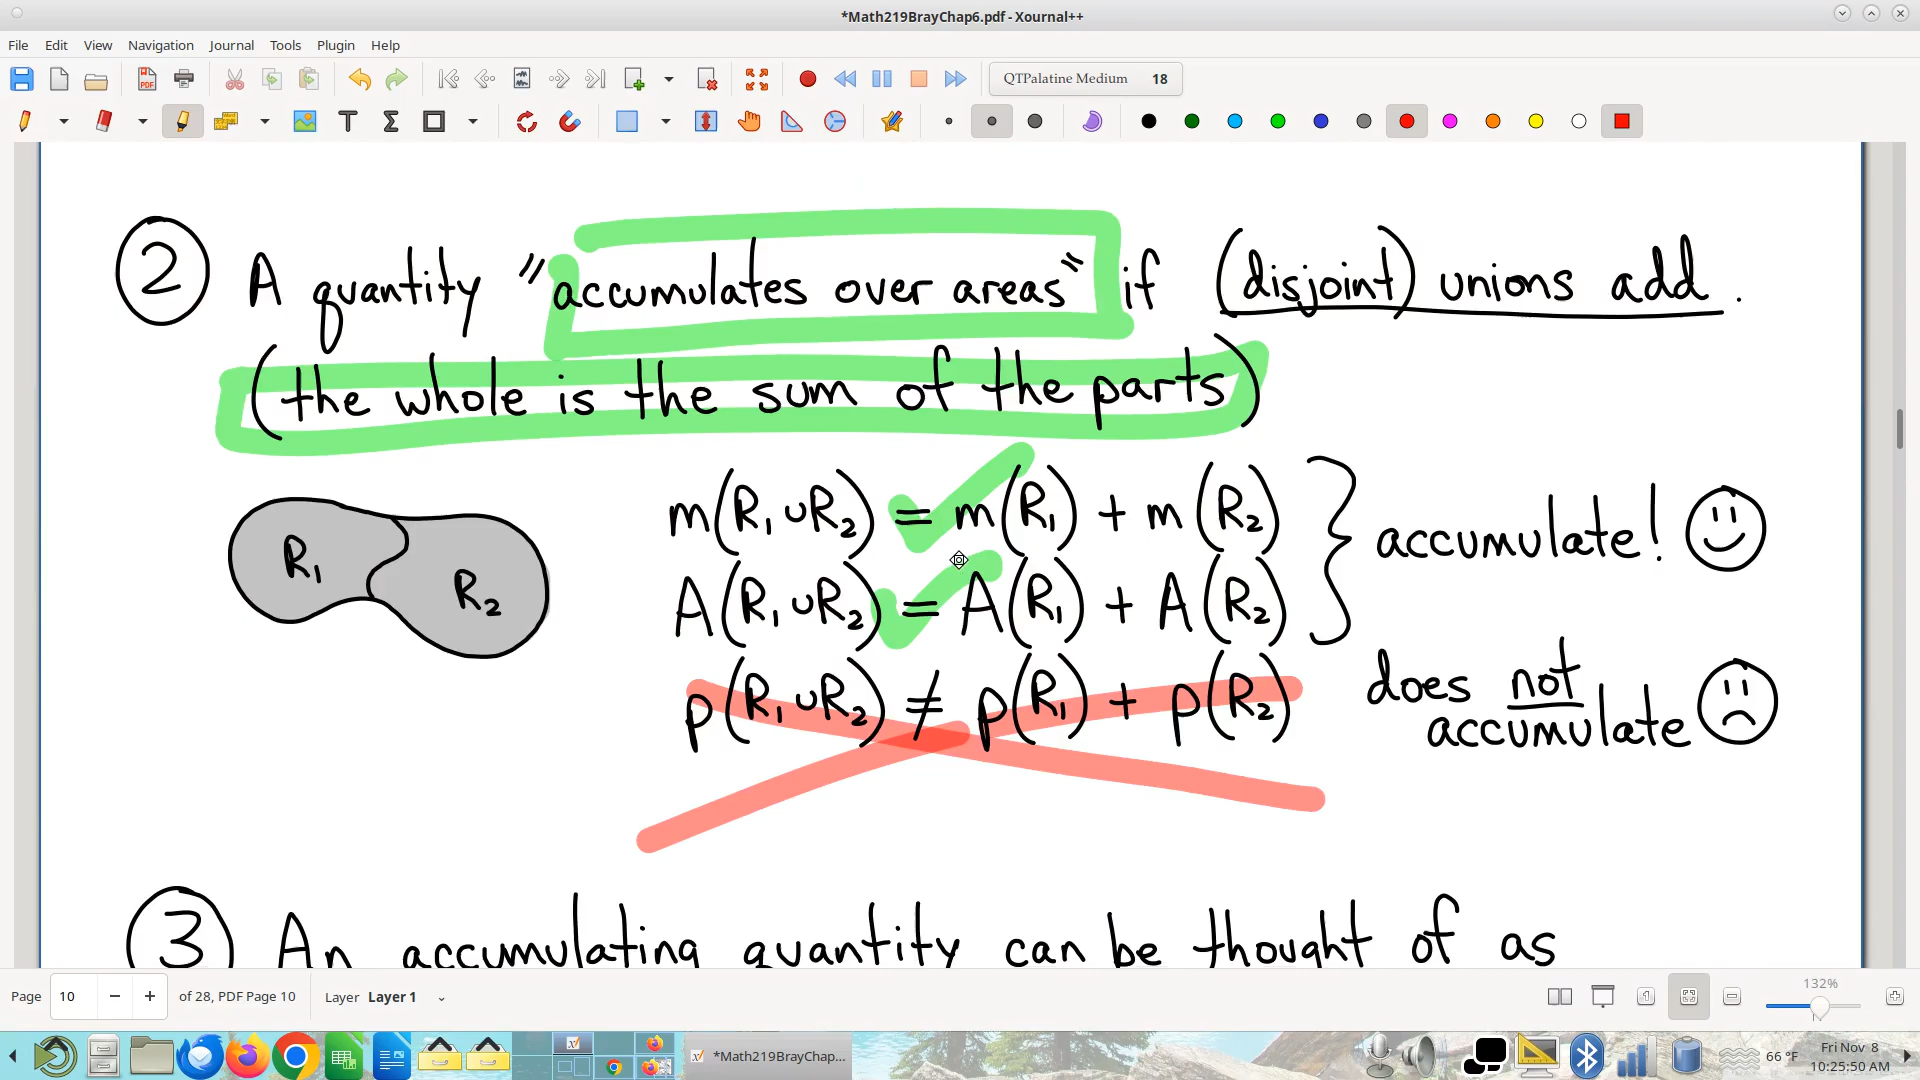 *Math219BrayChap6.pdf - Xournal++
File Edit View Navigation Journal Tools Plugin Help
QTPalatine Medium 18
② A quantity "accumulates over areas" if (disjoint) unions add.
(the whole is the sum of the parts)
R₁ R₂
m(R₁∪R₂) = m(R₁) + m(R₂)
A(R₁∪R₂) = A(R₁) + A(R₂)
accumulate!
p(R₁∪R₂) ≠ p(R₁) + p(R₂)
does not
accumulate
③ An accumulating quantity can be thought of as
Page 10 of 28, PDF Page 10 Layer Layer 1
132%
*Math219BrayChap...
66 °F
Fri Nov 8
10:25:50 AM